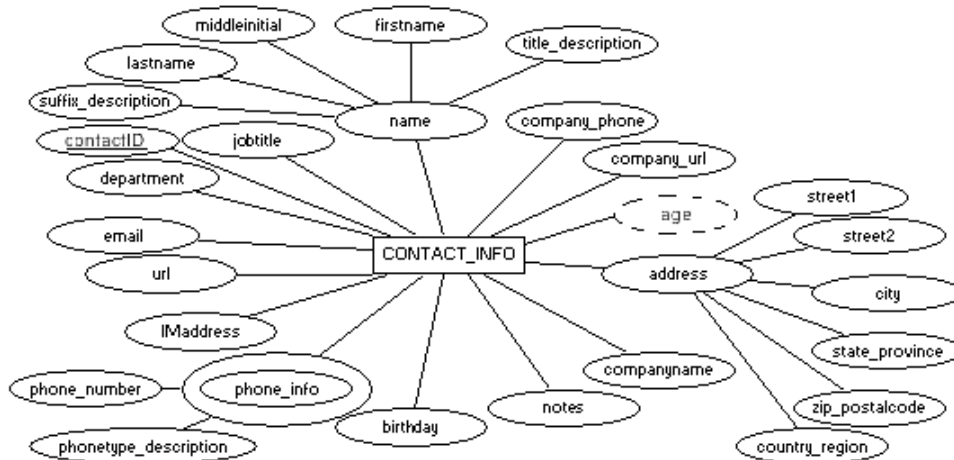 middleinitial
firstname
title_description
lastname
suffix_description
name
company_phone
contactID
jobtitle
company_url
department
age
street1
email
street2
CONTACT_INFO
url
address
city
IMaddress
state_province
companyname
phone_number
phone_info
notes
zip_postalcode
birthday
phonetype_description
country_region